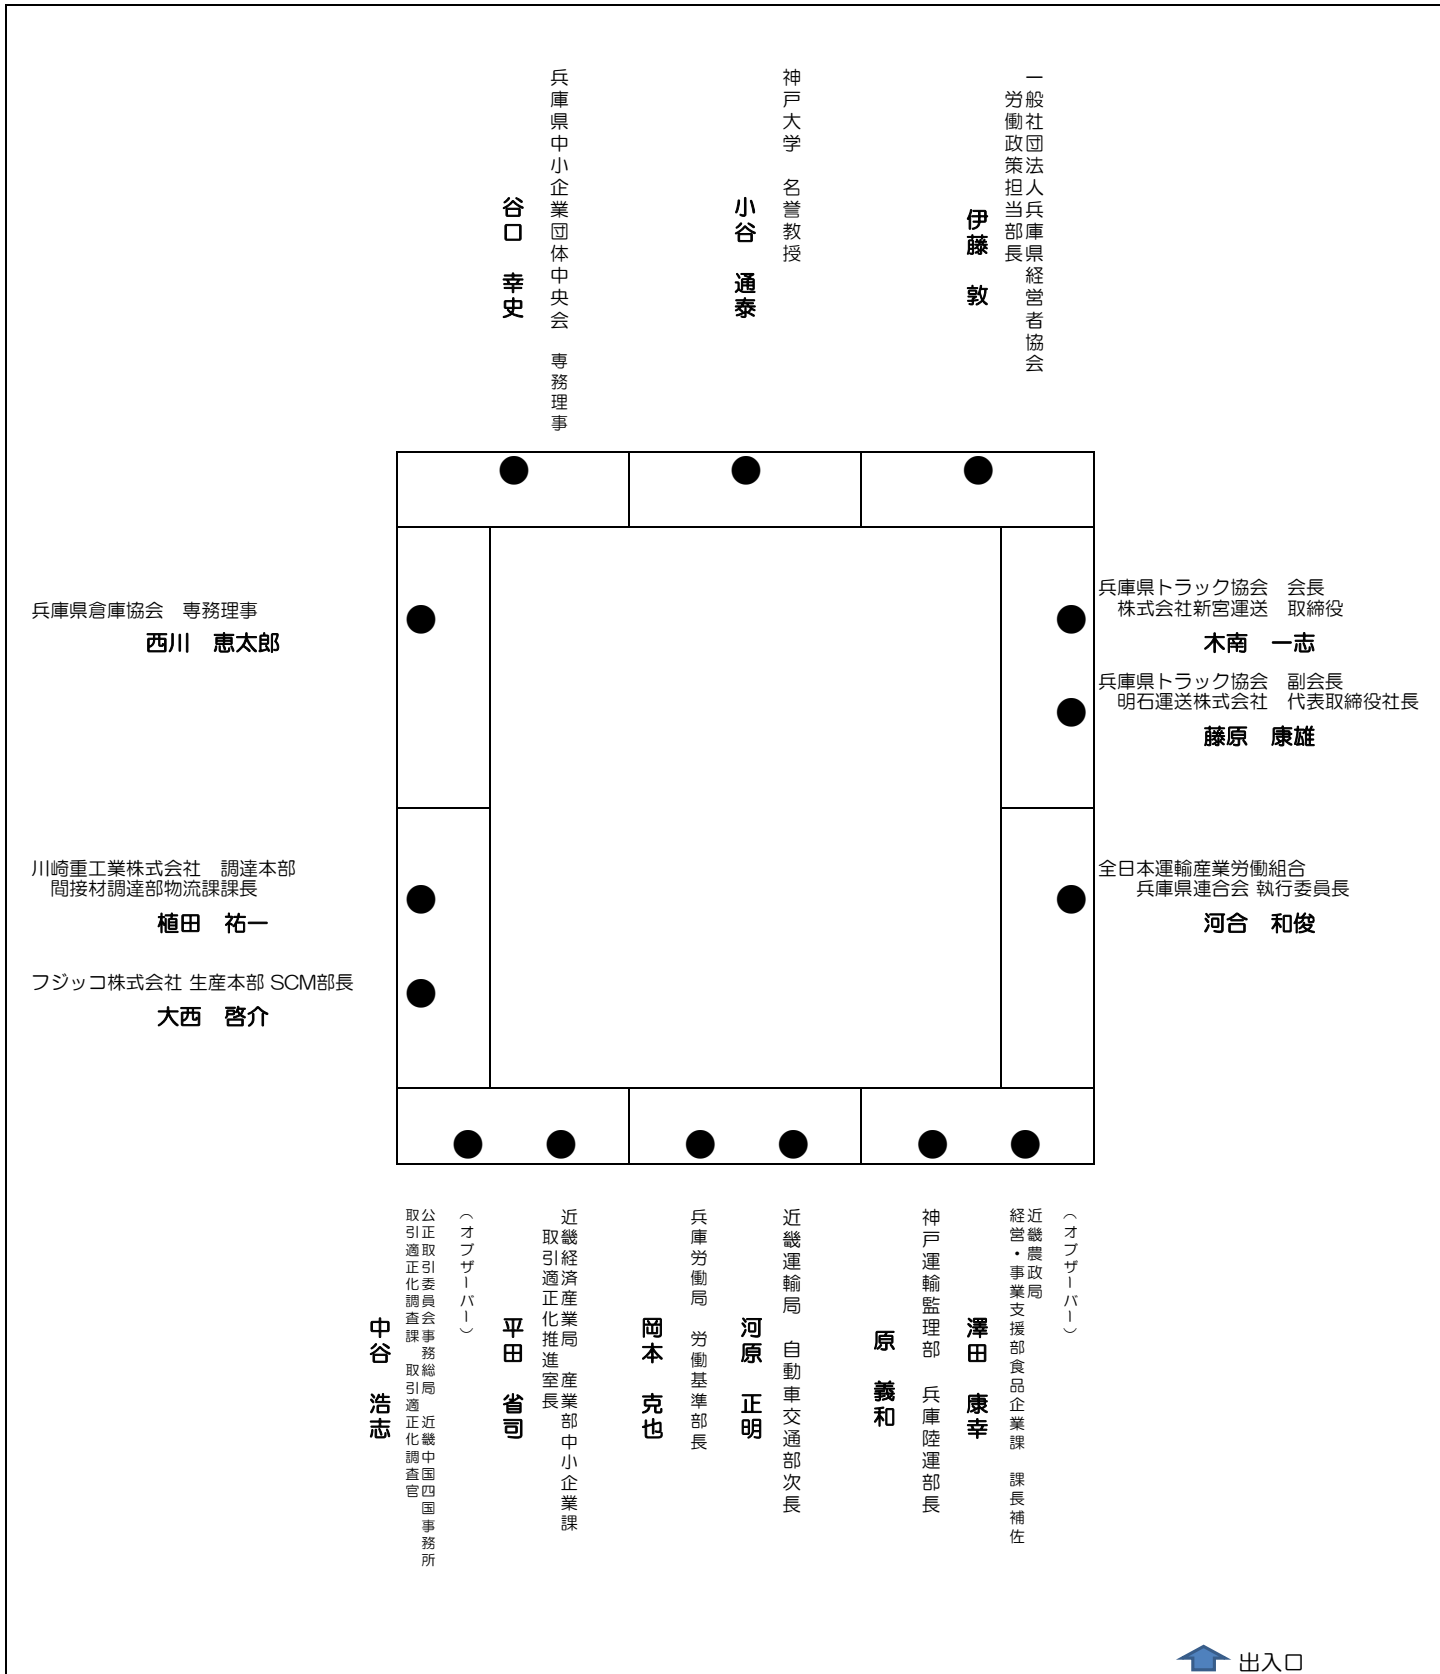 一般社団法人兵庫県経営者協会
労働政策担当部長
伊藤　敦
神戸大学　名誉教授
小谷　通泰
兵庫県中小企業団体中央会　専務理事
谷口　幸史
兵庫県倉庫協会　専務理事
西川　恵太郎
川崎重工業株式会社　調達本部
間接材調達部物流課課長
植田　祐一
フジッコ株式会社 生産本部 SCM部長
大西　啓介
兵庫県トラック協会　会長
株式会社新宮運送　取締役
木南　一志
兵庫県トラック協会　副会長
明石運送株式会社　代表取締役社長
藤原　康雄
全日本運輸産業労働組合
兵庫県連合会 執行委員長
河合　和俊
（オブザーバー）
近畿農政局
経営・事業支援部食品企業課　課長補佐
澤田　康幸
神戸運輸監理部　兵庫陸運部長
原　義和
近畿運輸局　自動車交通部次長
河原　正明
兵庫労働局　労働基準部長
岡本　克也
近畿経済産業局　産業部中小企業課
取引適正化推進室長
平田　省司
（オブザーバー）
公正取引委員会事務総局　近畿中国四国事務所
取引適正化調査課　取引適正化調査官
中谷　浩志
出入口